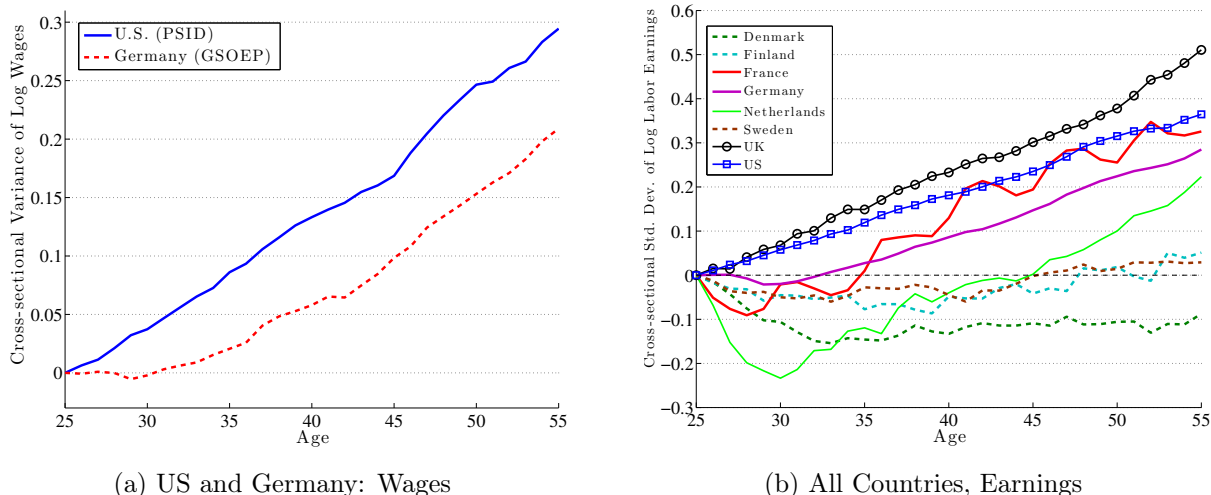 Cross-sectional Variance of Log Wages
0.3
0.25
0.2
0.15
0.1
0.05
0
U.S. (PSID)
Germany (GSOEP)
25 30 35 40 45 50 55
Age
(a) US and Germany: Wages
Cross-sectional Std. Dev. of Log Labor Earnings
0.6
0.5
0.4
0.3
0.2
0.1
0
−0.1
−0.2
−0.3
Denmark
Finland
France
Germany
Netherlands
Sweden
UK
US
25 30 35 40 45 50 55
Age
(b) All Countries, Earnings